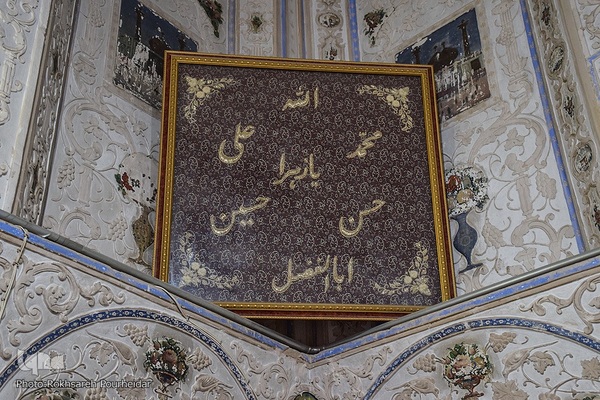 الله
محمد
علی
یا زهرا
حسن
حسین
اباالفضل
Photo:Rokhsareh Pourheidar